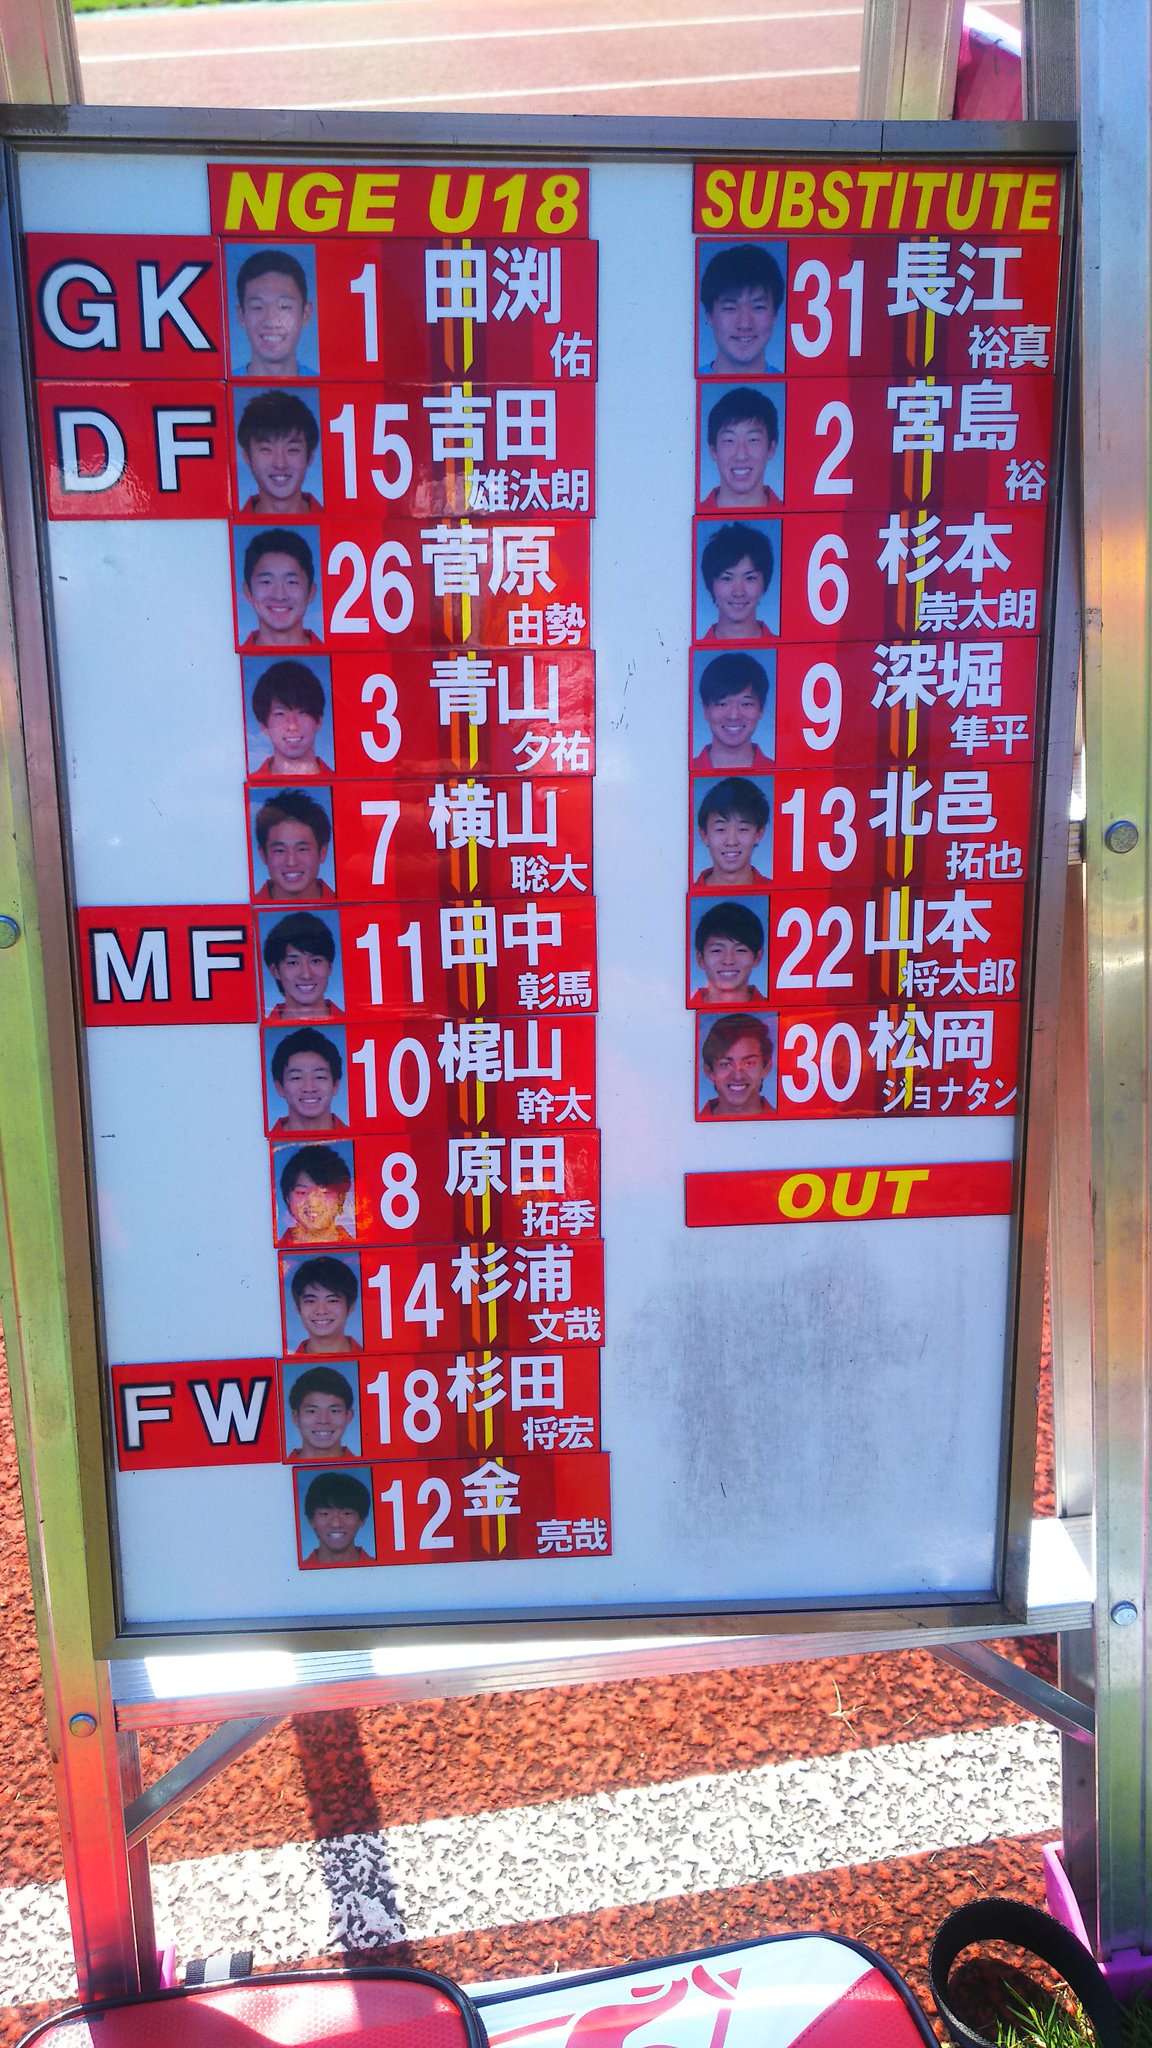 NGE U18
GK 1 田渕 佑
DF 15 吉田 雄汰朗
26 菅原 由勢
3 青山 夕祐
7 横山 聡大
MF 11 田中 彰馬
10 梶山 幹太
8 原田 拓季
14 杉浦 文哉
FW 18 杉田 将宏
12 金 亮哉
SUBSTITUTE
31 長江 裕真
2 宮島 裕
6 杉本 崇太朗
9 深堀 隼平
13 北邑 拓也
22 山本 将太郎
30 松岡 ジョナタン
OUT